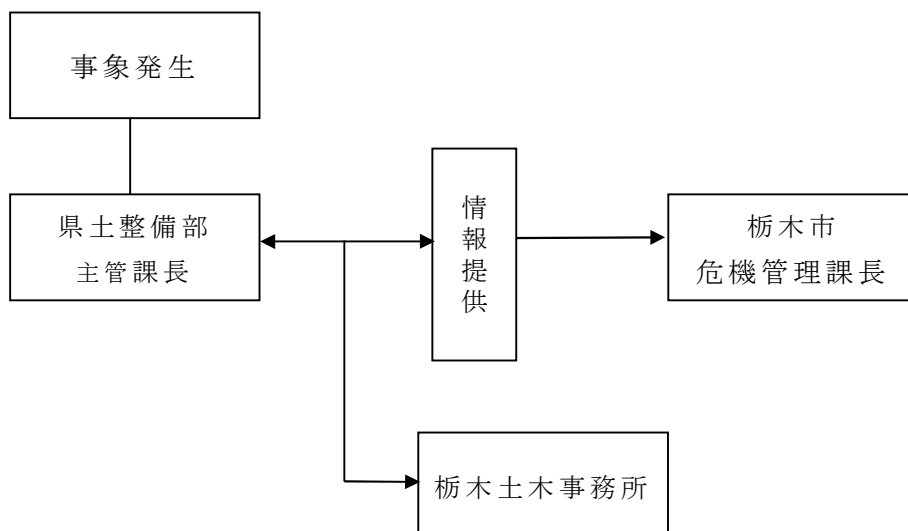 事象発生
県土整備部
主管課長
情報提供
栃木市
危機管理課長
栃木土木事務所